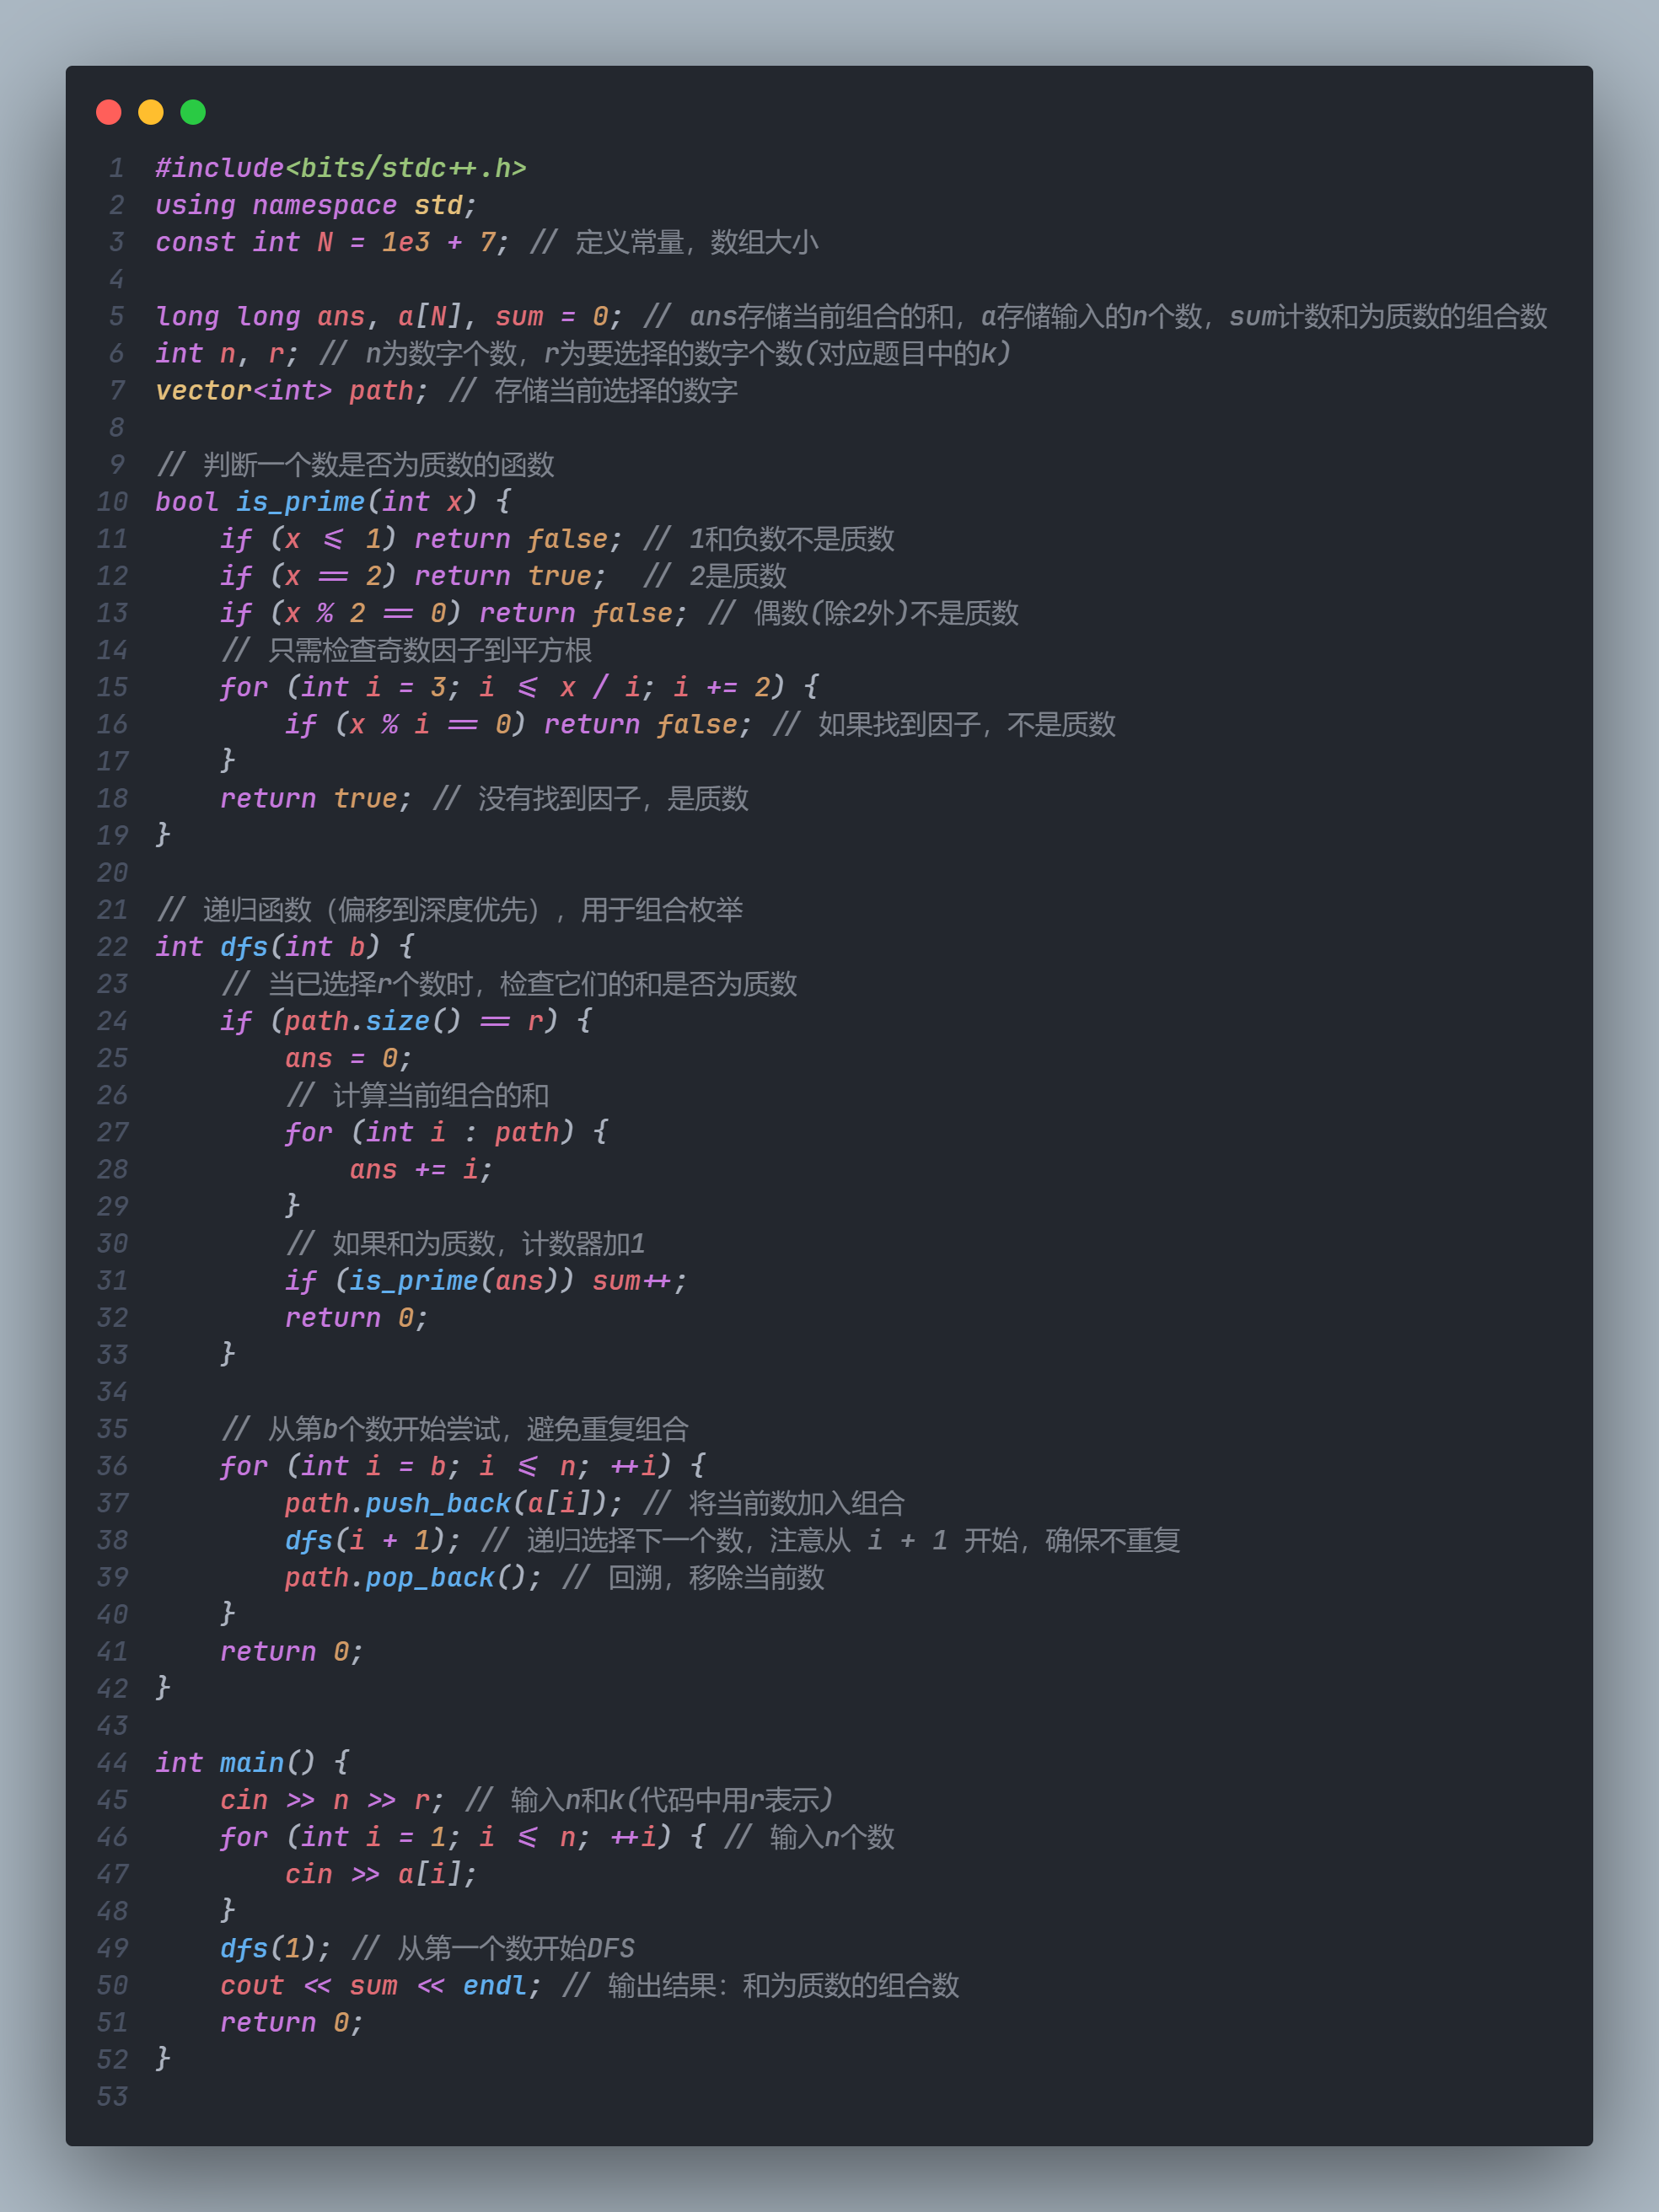 1 #include<bits/stdc++.h>
2 using namespace std;
3 const int N = 1e3 + 7; // 定义常量，数组大小
4
5 long long ans, a[N], sum = 0; // ans存储当前组合的和，a存储输入的n个数，sum计数和为质数的组合数
6 int n, r; // n为数字个数，r为要选择的数字个数(对应题目中的k)
7 vector<int> path; // 存储当前选择的数字
8
9 // 判断一个数是否为质数的函数
10 bool is_prime(int x) {
11     if (x <= 1) return false; // 1和负数不是质数
12     if (x == 2) return true;  // 2是质数
13     if (x % 2 == 0) return false; // 偶数(除2外)不是质数
14     // 只需检查奇数因子到平方根
15     for (int i = 3; i <= x / i; i += 2) {
16         if (x % i == 0) return false; // 如果找到因子，不是质数
17     }
18     return true; // 没有找到因子，是质数
19 }
20
21 // 递归函数（偏移到深度优先），用于组合枚举
22 int dfs(int b) {
23     // 当已选择r个数时，检查它们的和是否为质数
24     if (path.size() == r) {
25         ans = 0;
26         // 计算当前组合的和
27         for (int i : path) {
28             ans += i;
29         }
30         // 如果和为质数，计数器加1
31         if (is_prime(ans)) sum++;
32         return 0;
33     }
34
35     // 从第b个数开始尝试，避免重复组合
36     for (int i = b; i <= n; ++i) {
37         path.push_back(a[i]); // 将当前数加入组合
38         dfs(i + 1); // 递归选择下一个数，注意从 i + 1 开始，确保不重复
39         path.pop_back(); // 回溯，移除当前数
40     }
41     return 0;
42 }
43
44 int main() {
45     cin >> n >> r; // 输入n和k(代码中用r表示)
46     for (int i = 1; i <= n; ++i) { // 输入n个数
47         cin >> a[i];
48     }
49     dfs(1); // 从第一个数开始DFS
50     cout << sum << endl; // 输出结果：和为质数的组合数
51     return 0;
52 }
53